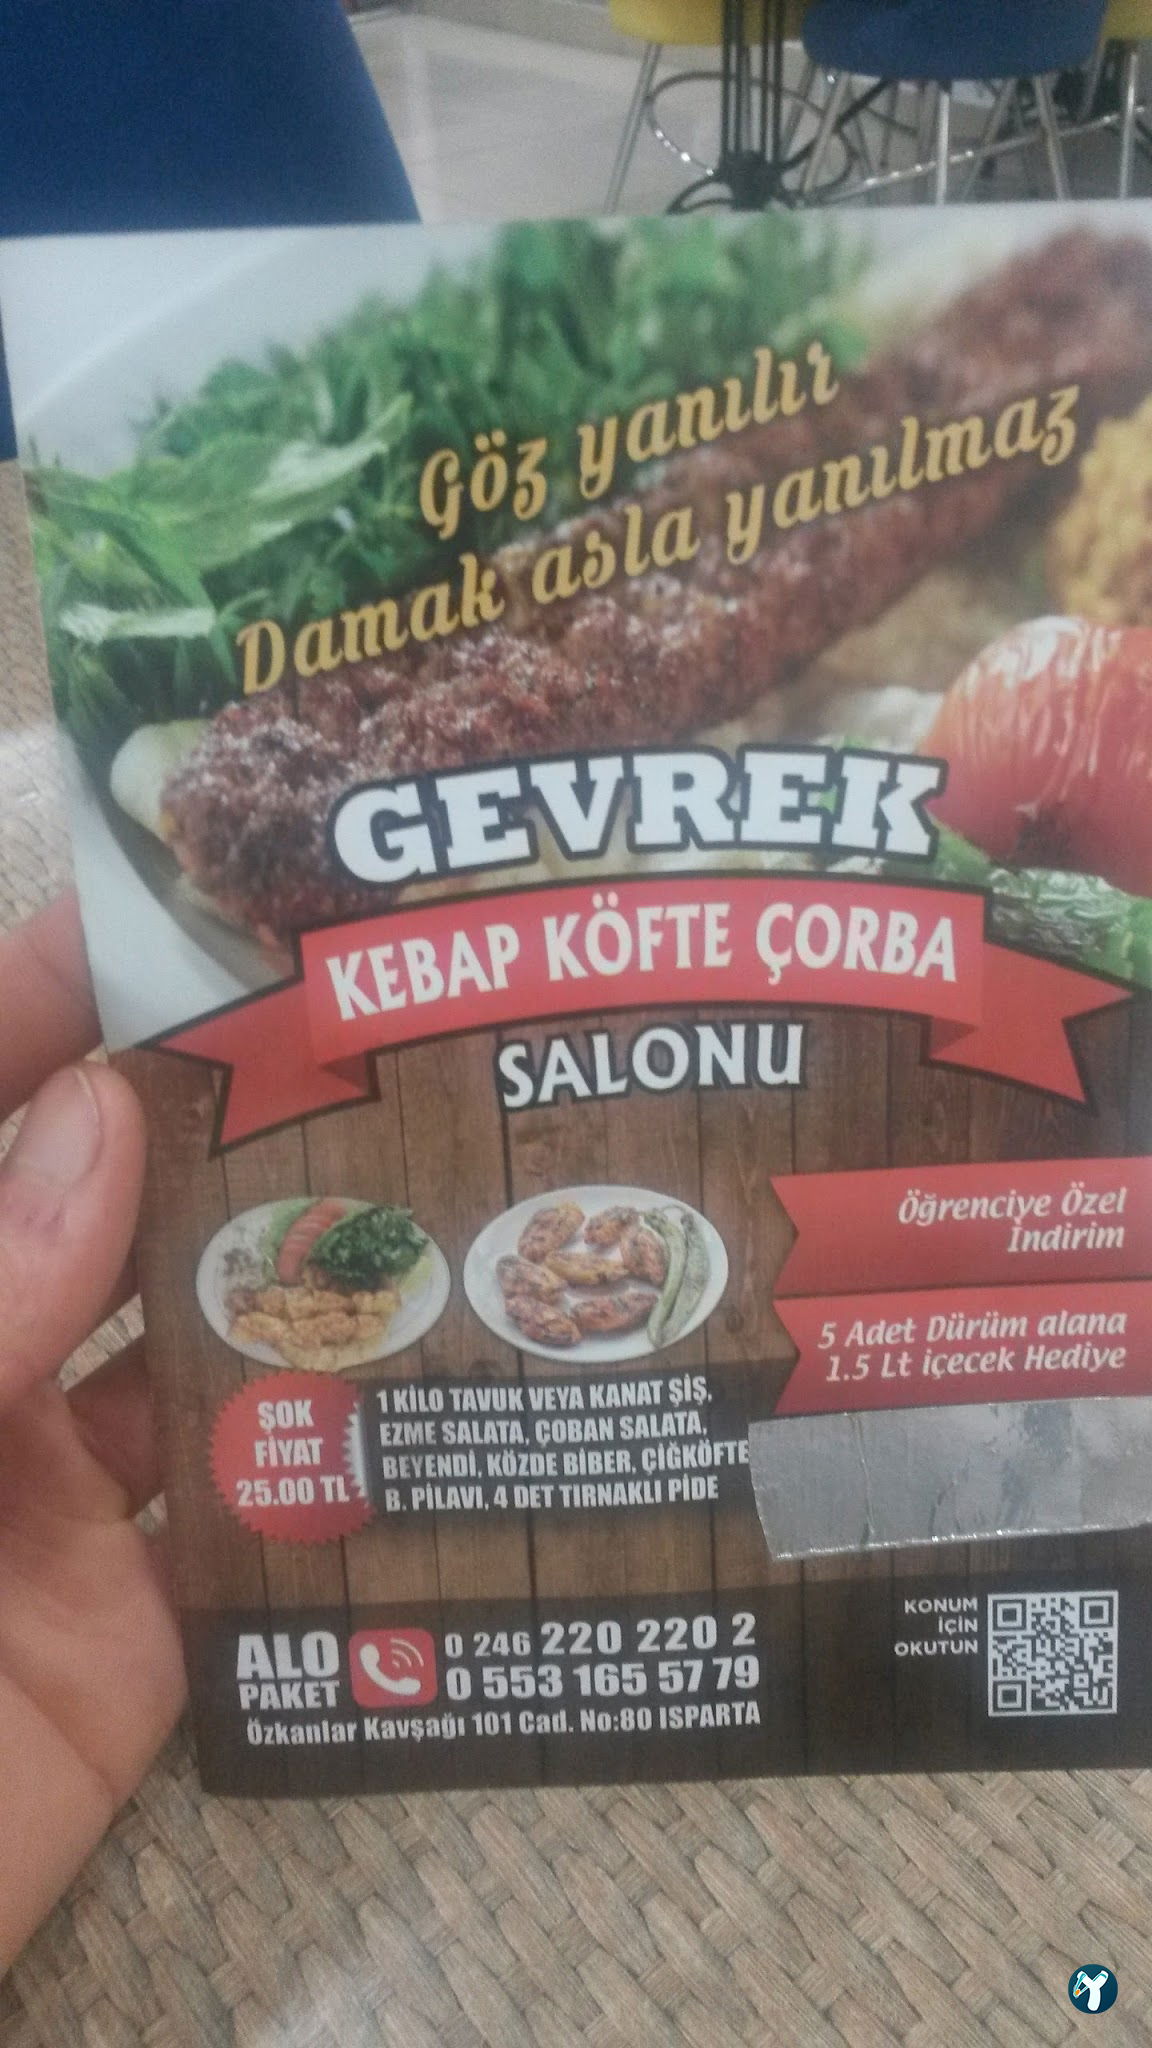 Göz yanılır
Damak asla yanılmaz
GEVREK
KEBAP KÖFTE ÇORBA
SALONU
Öğrenciye Özel
İndirim
5 Adet Dürüm alana
1.5 Lt içecek Hediye
ŞOK
FİYAT
25.00 TL
1 KİLO TAVUK VEYA KANAT ŞİŞ,
EZME SALATA, ÇOBAN SALATA,
BEYENDİ, KÖZDE BİBER, ÇİĞKÖFTE
B. PİLAVI, 4 DET TIRNAKLI PİDE
ALO
PAKET
0 246 220 220 2
0 553 165 57 79
Özkanlar Kavşağı 101 Cad. No:80 ISPARTA
KONUM
İÇİN
OKUTUN